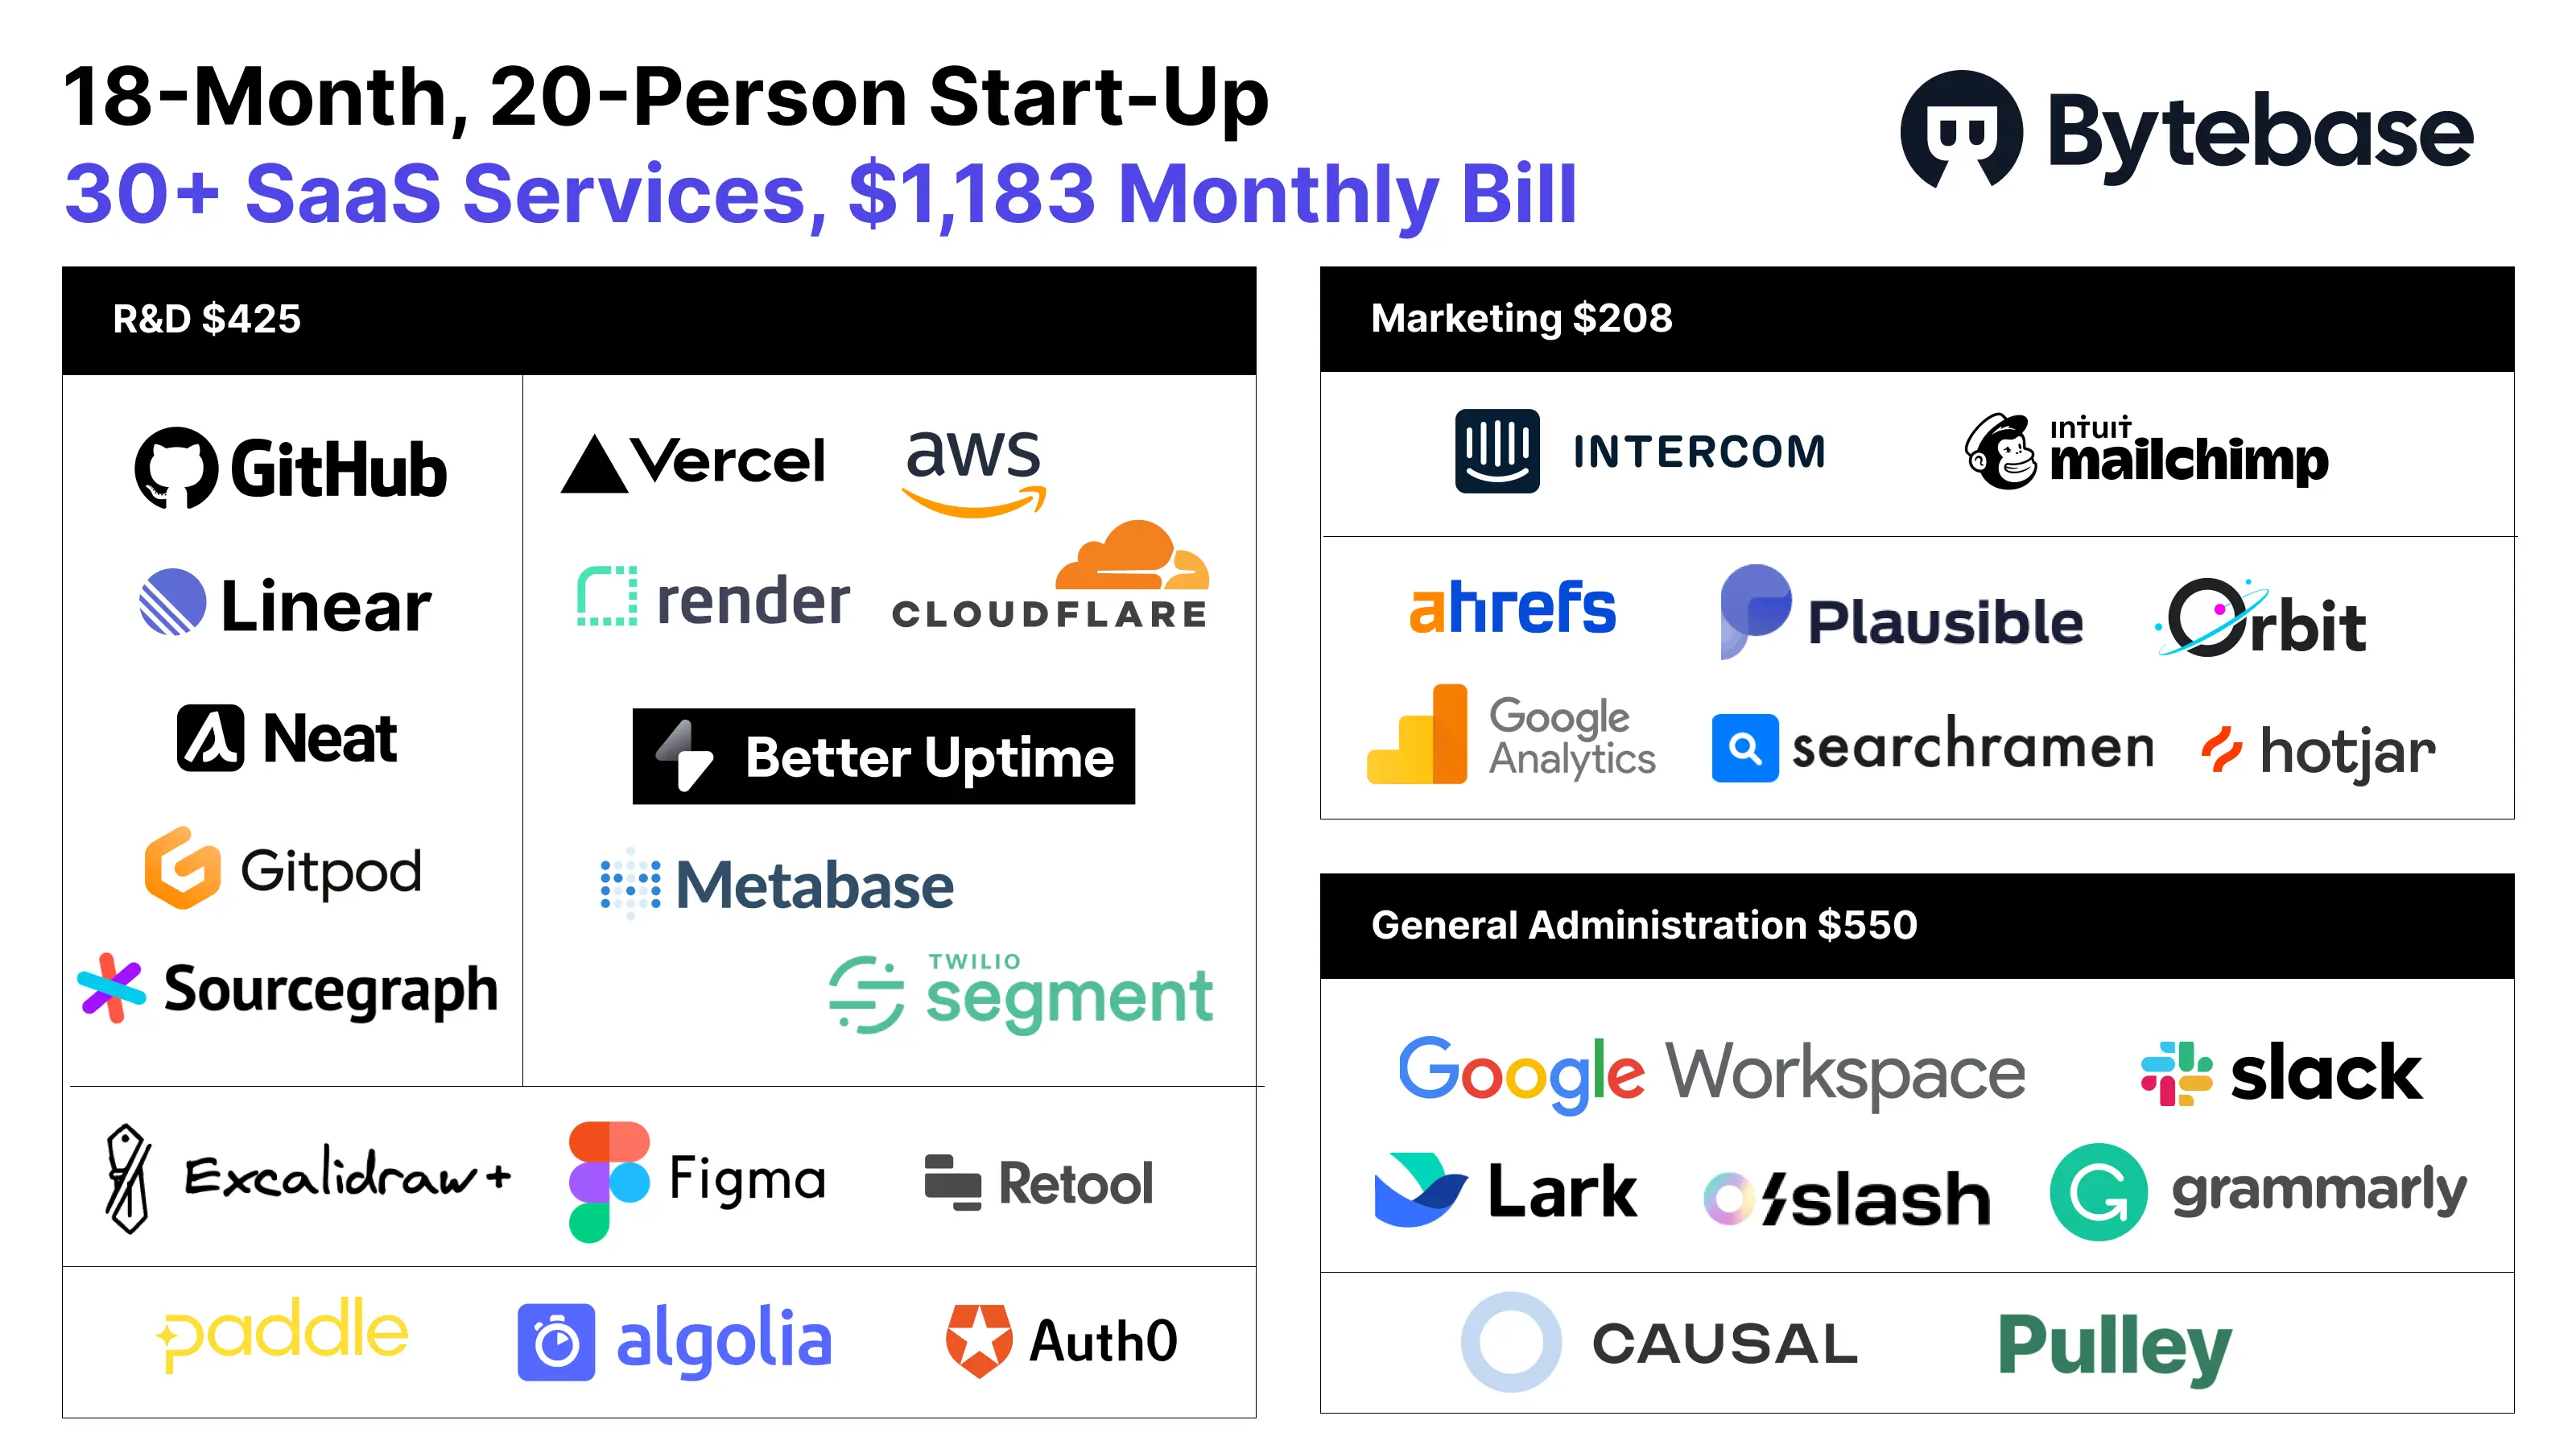 18-Month, 20-Person Start-Up
30+ SaaS Services, $1,183 Monthly Bill
Bytebase
R&D $425
GitHub
Linear
Neat
Gitpod
Sourcegraph
Vercel
aws
render
CLOUDFLARE
Better Uptime
Metabase
TWILIO
segment
Excalidraw+
Figma
Retool
paddle
algolia
Auth0
Marketing $208
INTERCOM
INTUIT
mailchimp
ahrefs
Plausible
Orbit
Google
Analytics
searchramen
hotjar
General Administration $550
Google Workspace
slack
Lark
slash
grammarly
CAUSAL
Pulley